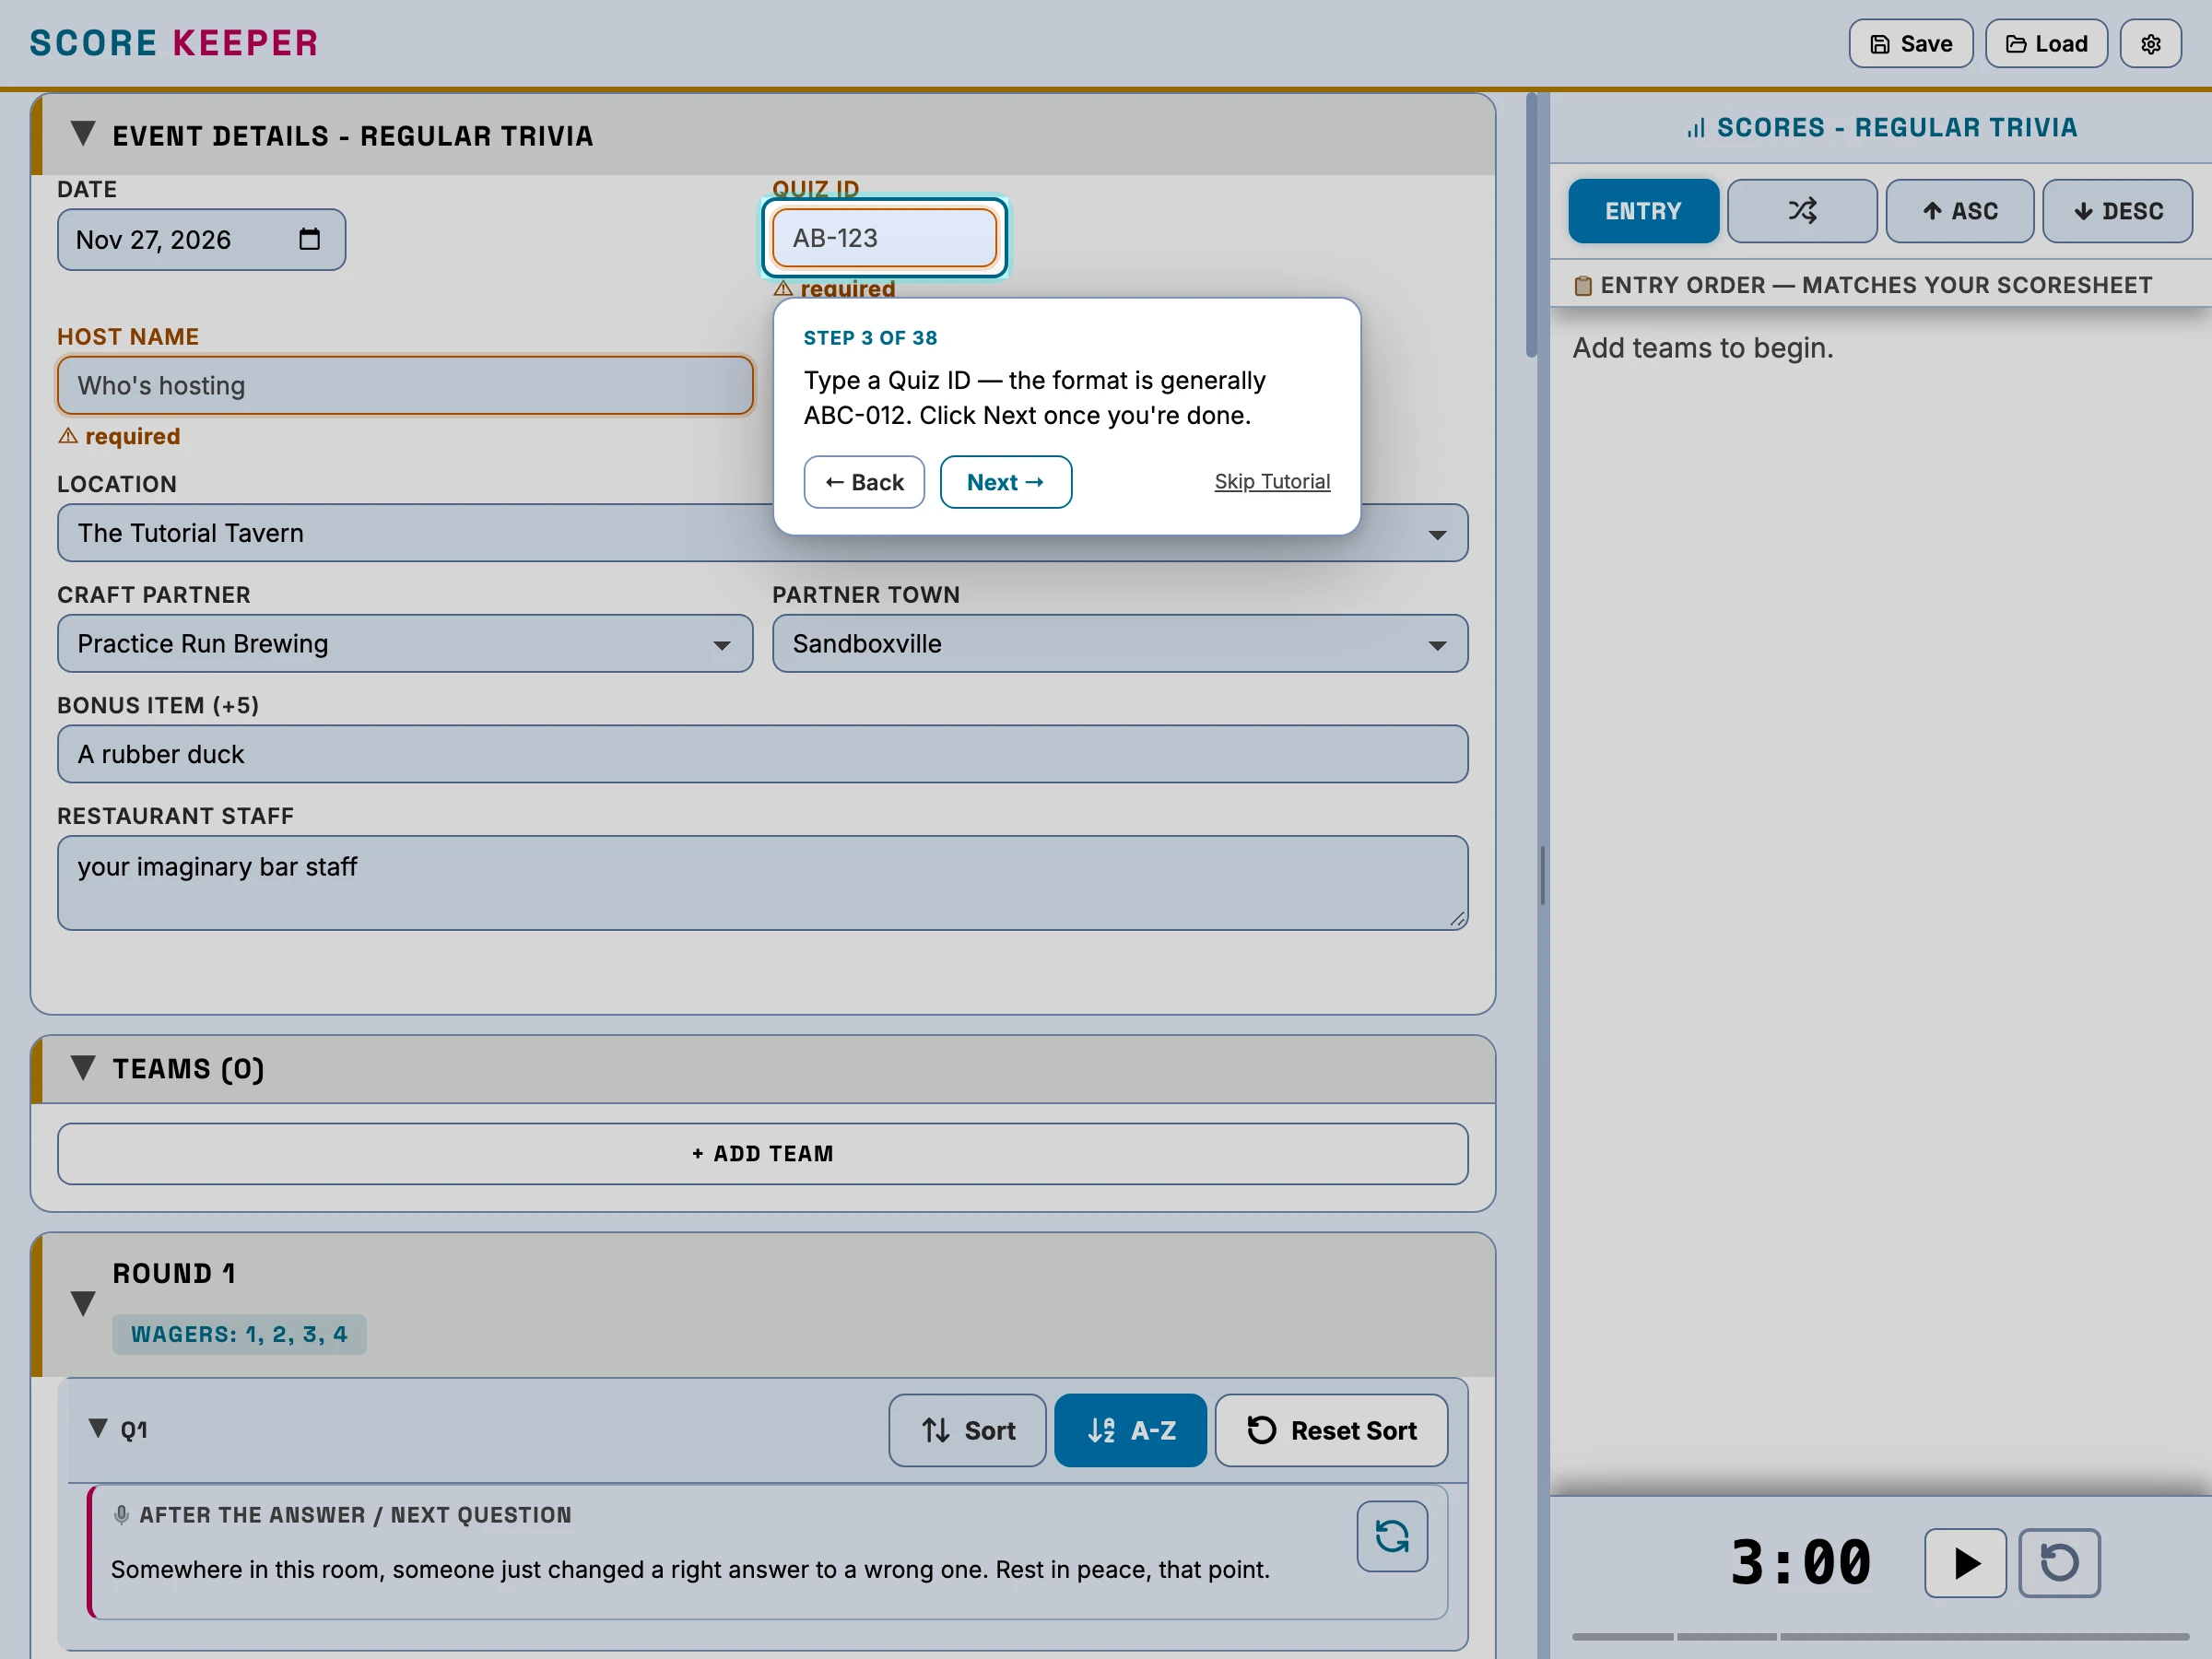 SCORE KEEPER
Save
Load
EVENT DETAILS - REGULAR TRIVIA
DATE
Nov 27, 2026
QUIZ ID
AB-123
⚠ required
HOST NAME
Who's hosting
⚠ required
STEP 3 OF 38
Type a Quiz ID — the format is generally
ABC-012. Click Next once you're done.
← Back
Next →
Skip Tutorial
LOCATION
The Tutorial Tavern
CRAFT PARTNER
Practice Run Brewing
PARTNER TOWN
Sandboxville
BONUS ITEM (+5)
A rubber duck
RESTAURANT STAFF
your imaginary bar staff
TEAMS (0)
+ ADD TEAM
ROUND 1
WAGERS: 1, 2, 3, 4
Q1
Sort
A-Z
Reset Sort
AFTER THE ANSWER / NEXT QUESTION
Somewhere in this room, someone just changed a right answer to a wrong one. Rest in peace, that point.
SCORES - REGULAR TRIVIA
ENTRY
↑ ASC
↓ DESC
ENTRY ORDER — MATCHES YOUR SCORESHEET
Add teams to begin.
3:00